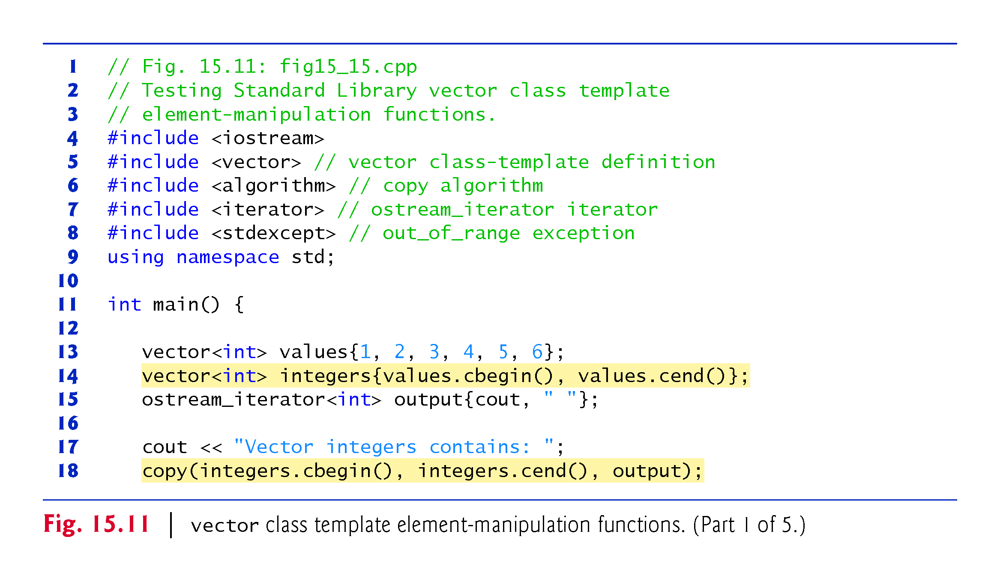 1 // Fig. 15.11: fig15_15.cpp
2 // Testing Standard Library vector class template
3 // element-manipulation functions.
4 #include <iostream>
5 #include <vector> // vector class-template definition
6 #include <algorithm> // copy algorithm
7 #include <iterator> // ostream_iterator iterator
8 #include <stdexcept> // out_of_range exception
9 using namespace std;
10
11 int main() {
12
13 vector<int> values{1, 2, 3, 4, 5, 6};
14 vector<int> integers{values.cbegin(), values.cend()};
15 ostream_iterator<int> output{cout, " "};
16
17 cout << "Vector integers contains: ";
18 copy(integers.cbegin(), integers.cend(), output);
Fig. 15.11 | vector class template element-manipulation functions. (Part 1 of 5.)